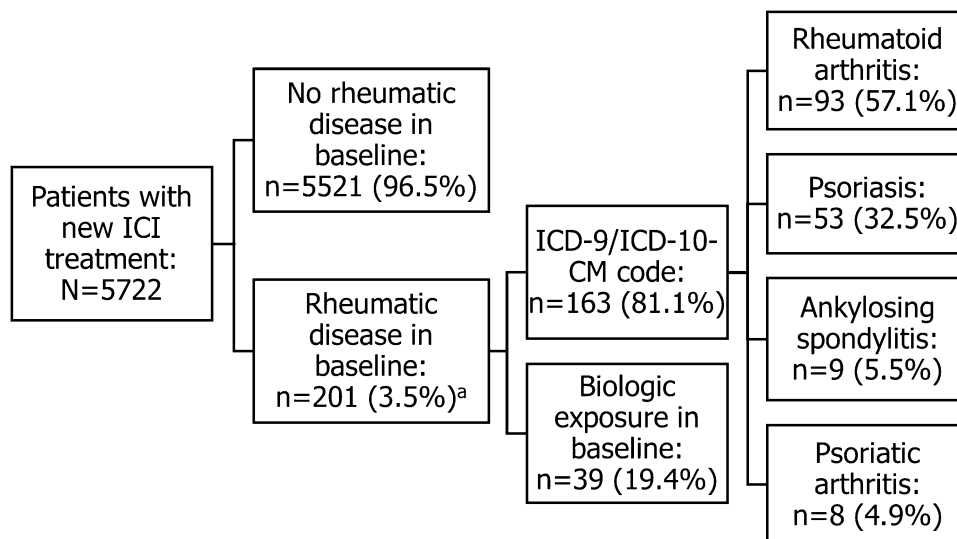 Patients with
new ICI
treatment:
N=5722
No rheumatic
disease in
baseline:
n=5521 (96.5%)
Rheumatic
disease in
baseline:
n=201 (3.5%)ᵃ
ICD-9/ICD-10-
CM code:
n=163 (81.1%)
Biologic
exposure in
baseline:
n=39 (19.4%)
Rheumatoid
arthritis:
n=93 (57.1%)
Psoriasis:
n=53 (32.5%)
Ankylosing
spondylitis:
n=9 (5.5%)
Psoriatic
arthritis:
n=8 (4.9%)